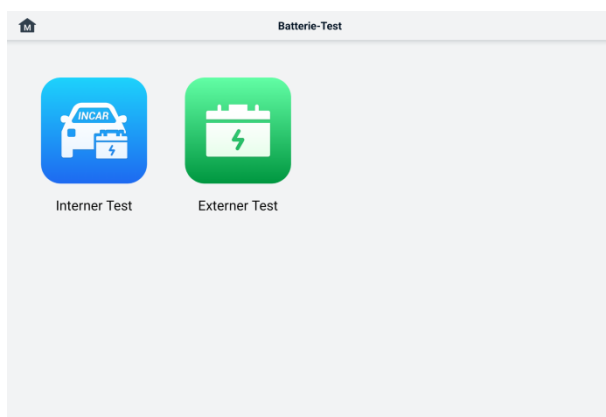 M
Batterie-Test
INCAR
Interner Test
Externer Test